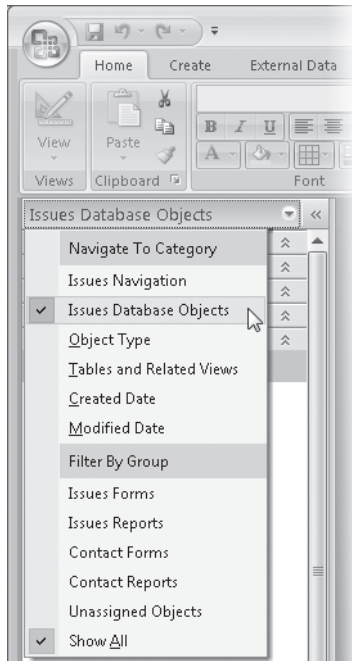 Home Create External Data
View Paste
B I U
A
Views Clipboard Font
Issues Database Objects
Navigate To Category
Issues Navigation
Issues Database Objects
Object Type
Tables and Related Views
Created Date
Modified Date
Filter By Group
Issues Forms
Issues Reports
Contact Forms
Contact Reports
Unassigned Objects
Show All